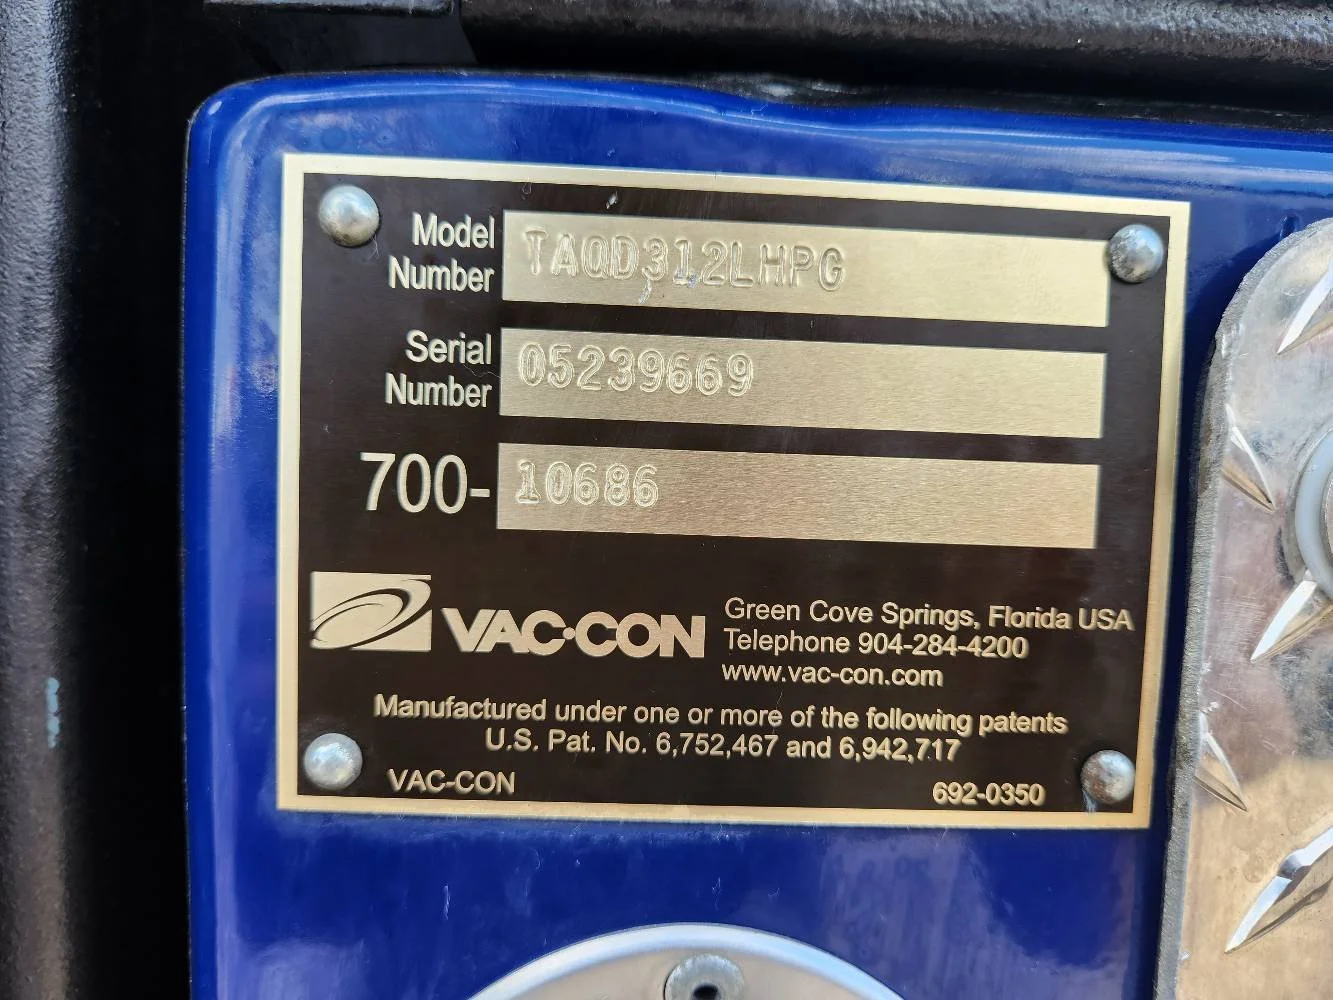 Model
Number
TAQD312LHPG
Serial
Number
05239669
700-
10686
VAC-CON
Green Cove Springs, Florida USA
Telephone 904-284-4200
www.vac-con.com
Manufactured under one or more of the following patents
U.S. Pat. No. 6,752,467 and 6,942,717
VAC-CON
692-0350